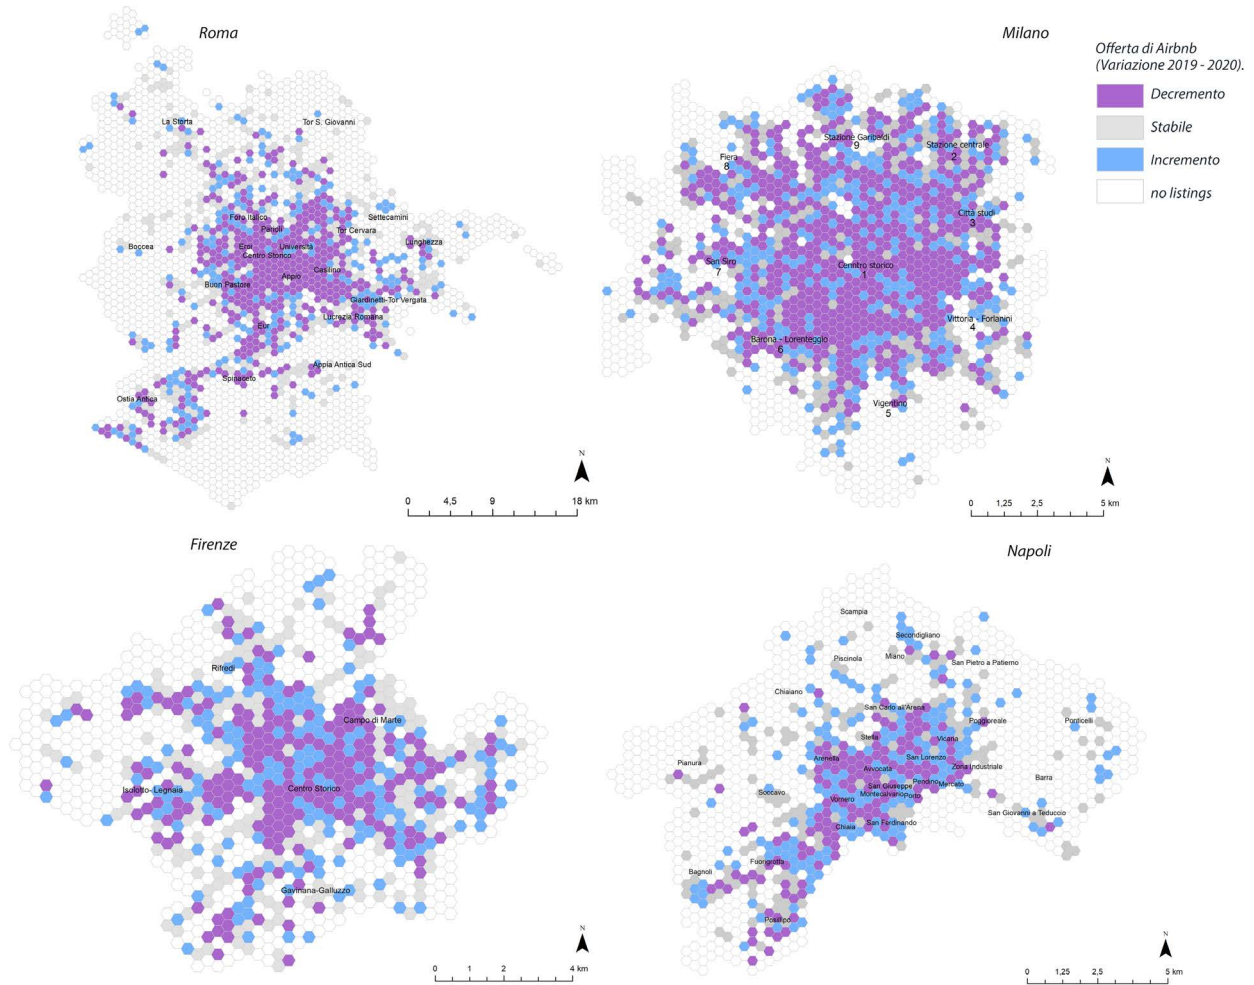 Roma
La Storta
Tor S. Giovanni
Foro Italico
Parioli
Settecamini
Tor Cervara
Lunghezza
Boccea
Eroi
Università
Centro Storico
Casilino
Appio
Buon Pastore
Giardinetti-Tor Vergata
Lucrezia Romana
Eur
Appia Antica Sud
Spinaceto
Ostia Antica
N
0 4,5 9 18 km
Milano
Stazione Garibaldi
9
Stazione centrale
2
Fiera
8
Città studi
3
San Siro
7
Cenntro storico
1
Vittoria - Forlanini
4
Barona - Lorenteggio
6
Vigentino
5
N
0 1,25 2,5 5 km
Offerta di Airbnb
(Variazione 2019 - 2020).
Decremento
Stabile
Incremento
no listings
Firenze
Rifredi
Campo di Marte
Isolotto- Legnaia
Centro Storico
Gavinana-Galluzzo
N
0 1 2 4 km
Napoli
Scampia
Secondigliano
Miano
Piscinola
San Pietro a Patierno
Chiaiano
San Carlo all'Arena
Poggioreale
Ponticelli
Stella
Vicaria
Arenella
San Lorenzo
Pianura
Avvocata
Zona Industriale
Barra
Pendino
Mercato
San Giuseppe
Soccavo
Montecalvario
Porto
Vomero
San Giovanni a Teduccio
Chiaia
San Ferdinando
Fuorigrotta
Bagnoli
Posillipo
N
0 1,25 2,5 5 km